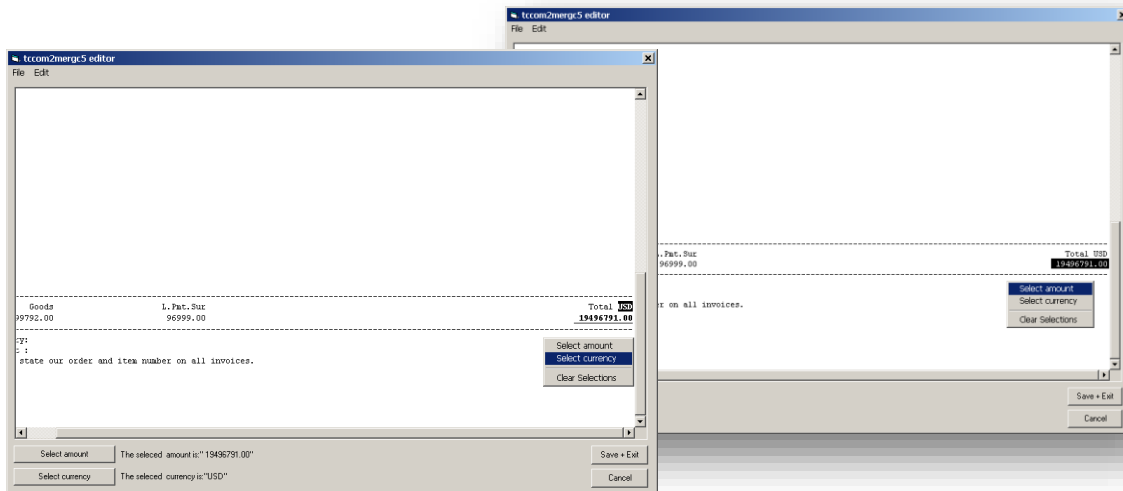 tccom2mergc5 editor
File Edit
L.Pmt.Sur Total USD
96999.00 19496791.00
on all invoices.
Select amount
Select currency
Clear Selections
Save + Exit
Cancel
tccom2mergc5 editor
File Edit
Goods L.Pmt.Sur Total USD
99792.00 96999.00 19496791.00
cy:
t :
state our order and item number on all invoices.
Select amount
Select currency
Clear Selections
Select amount The seleced amount is:" 19496791.00"
Save + Exit
Select currency The seleced currency is:"USD"
Cancel